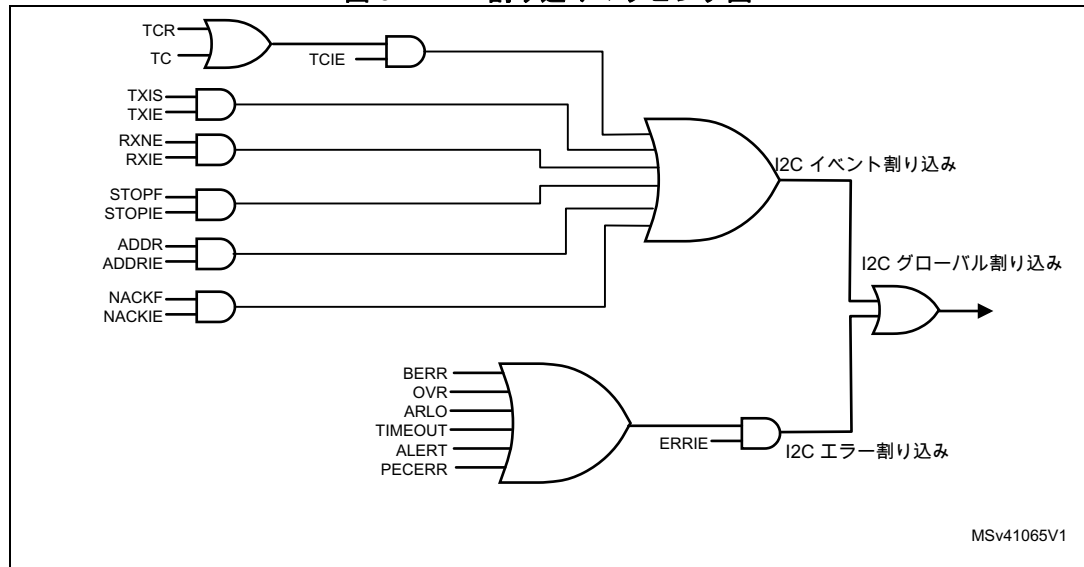 TCR
TC
TCIE
TXIS
TXIE
RXNE
RXIE
STOPF
STOPIE
ADDR
ADDRIE
NACKF
NACKIE
I2C イベント割り込み
I2C グローバル割り込み
BERR
OVR
ARLO
TIMEOUT
ALERT
PECERR
ERRIE
I2C エラー割り込み
MSv41065V1